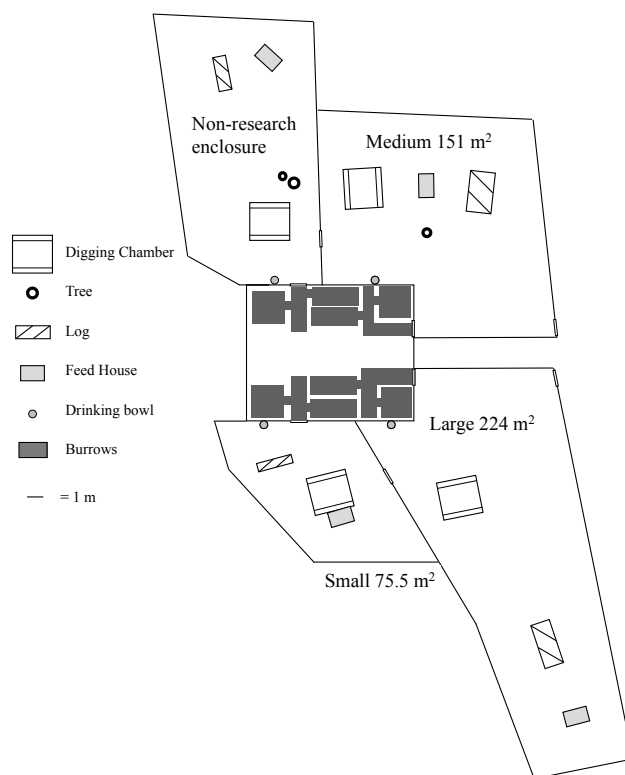 Non-research
enclosure
Medium 151 m²
Digging Chamber
Tree
Log
Feed House
Drinking bowl
Burrows
= 1 m
Large 224 m²
Small 75.5 m²